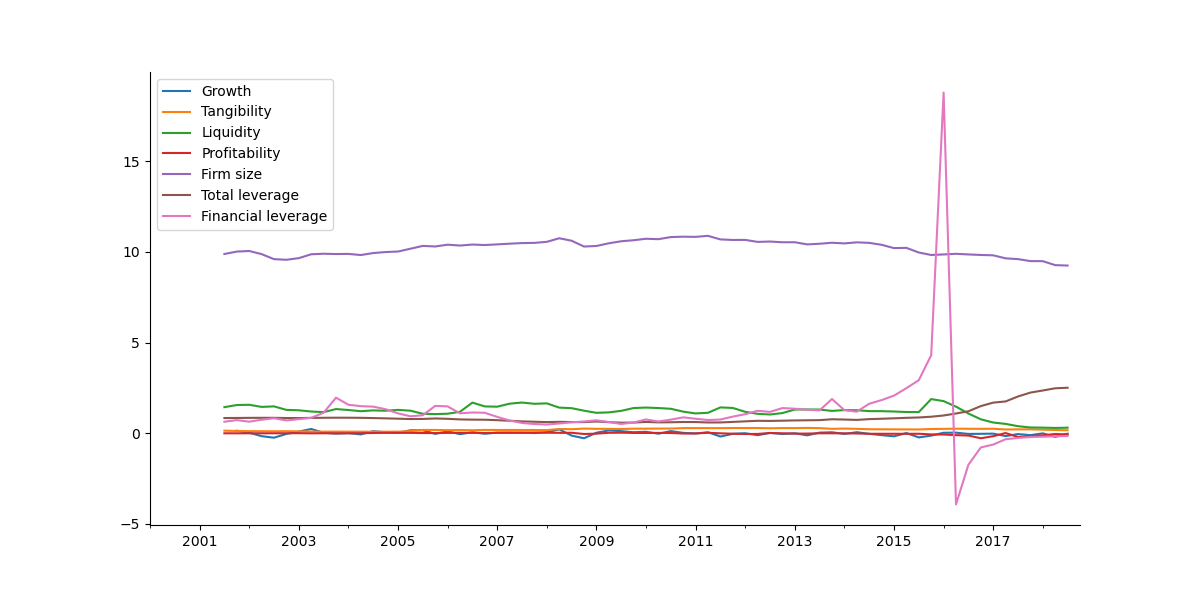 Growth
Tangibility
Liquidity
Profitability
Firm size
Total leverage
Financial leverage
15
10
5
0
−5
2001 2003 2005 2007 2009 2011 2013 2015 2017